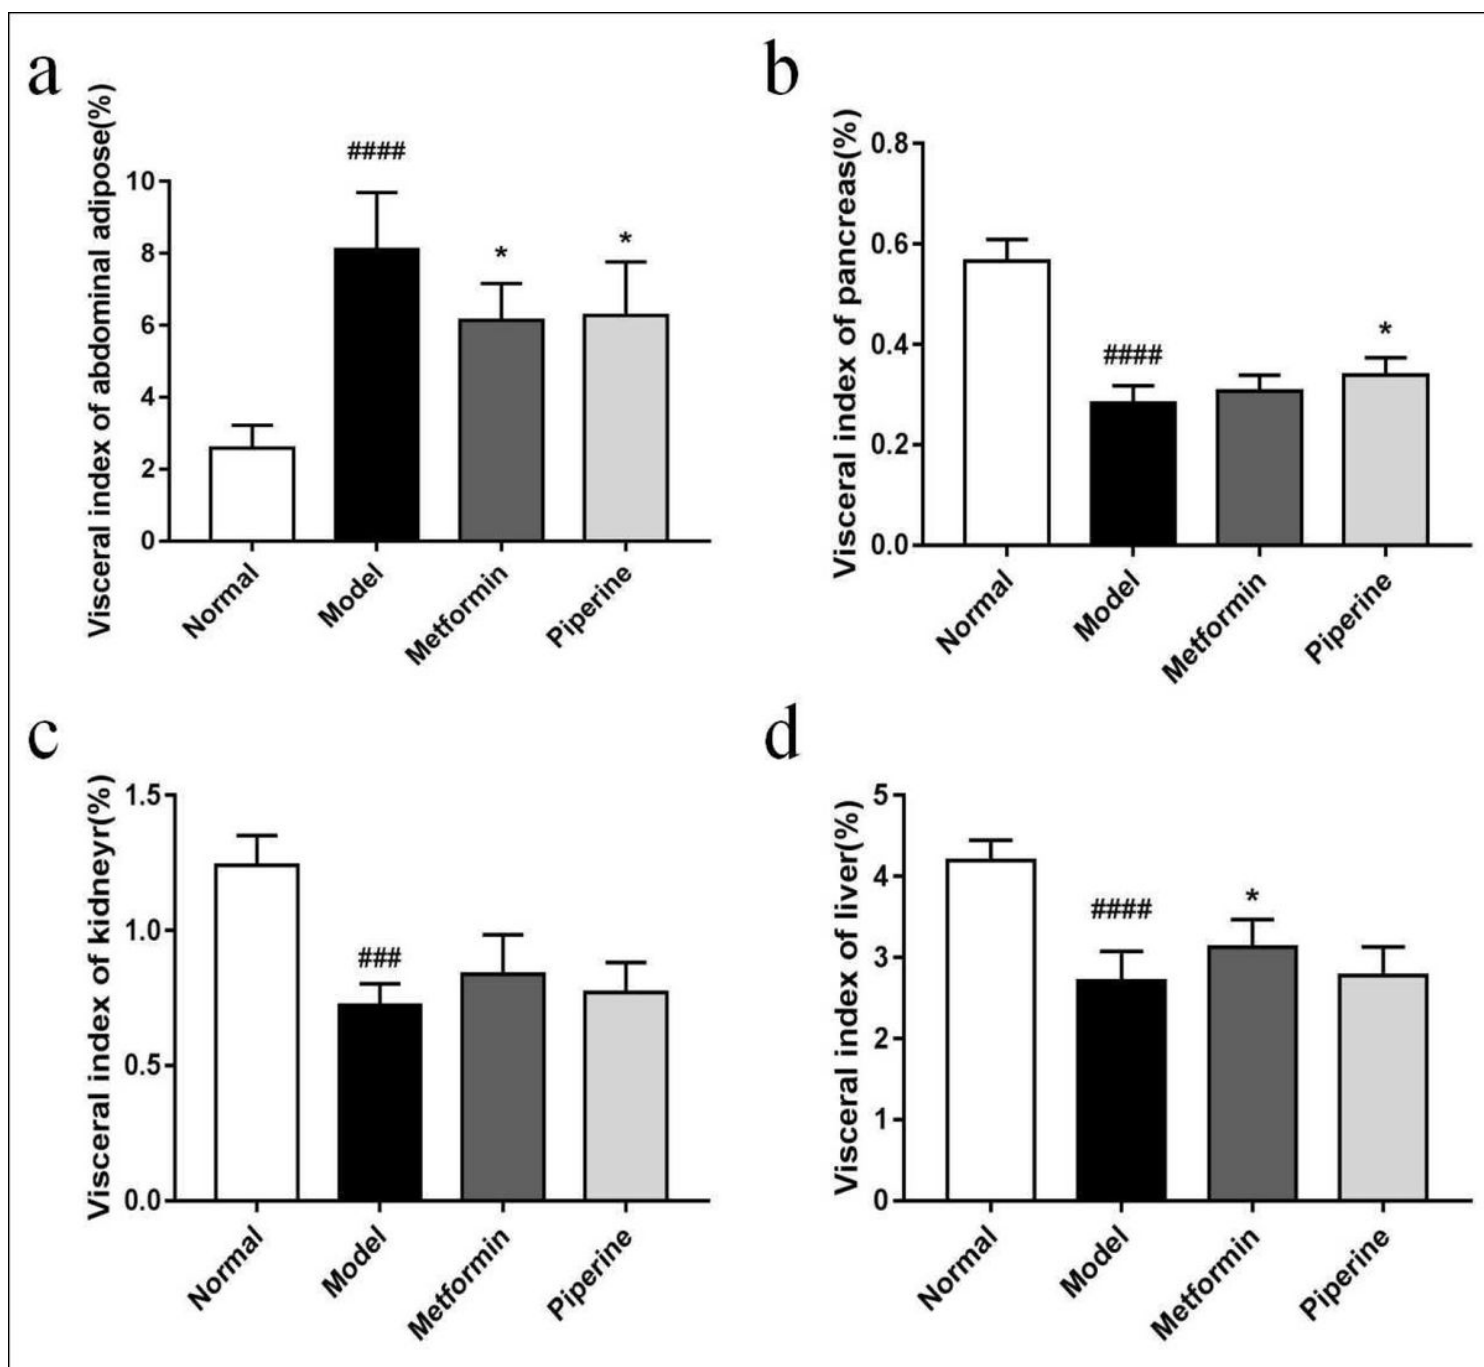 a
Visceral index of abdominal adipose(%)
10
8
6
4
2
0
####
*
*
Normal
Model
Metformin
Piperine
b
Visceral index of pancreas(%)
0.8
0.6
0.4
0.2
0.0
####
*
Normal
Model
Metformin
Piperine
c
Visceral index of kidneyr(%)
1.5
1.0
0.5
0.0
###
Normal
Model
Metformin
Piperine
d
Visceral index of liver(%)
5
4
3
2
1
0
####
*
Normal
Model
Metformin
Piperine